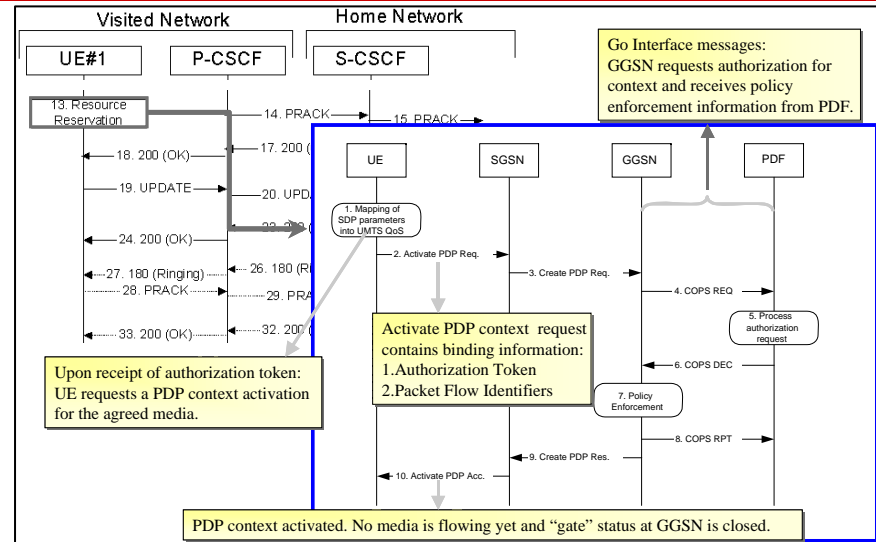 Visited Network
Home Network
UE#1
P-CSCF
S-CSCF
13. Resource
Reservation
14. PRACK
15. PRACK
17. 200 (
18. 200 (OK)
19. UPDATE
20. UPD
24. 200 (OK)
26. 180 (Ri
27. 180 (Ringing)
28. PRACK
29. PRA
32. 200 (
33. 200 (OK)
Go Interface messages:
GGSN requests authorization for
context and receives policy
enforcement information from PDF.
UE
SGSN
GGSN
PDF
1. Mapping of
SDP parameters
into UMTS QoS
2. Activate PDP Req.
3. Create PDP Req.
4. COPS REQ
5. Process
authorization
request
6. COPS DEC
7. Policy
Enforcement
8. COPS RPT
9. Create PDP Res.
10. Activate PDP Acc.
Activate PDP context request
contains binding information:
1.Authorization Token
2.Packet Flow Identifiers
Upon receipt of authorization token:
UE requests a PDP context activation
for the agreed media.
PDP context activated. No media is flowing yet and “gate” status at GGSN is closed.